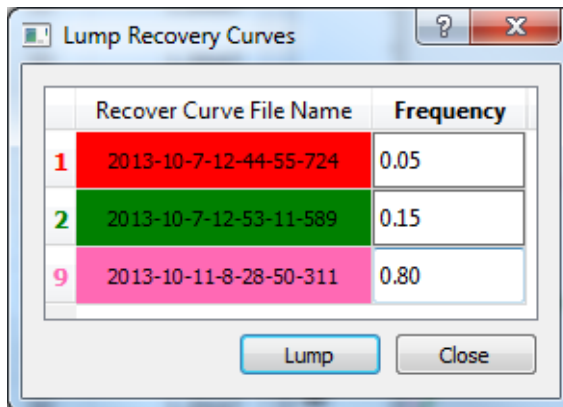 Lump Recovery Curves
Recover Curve File Name Frequency
1 2013-10-7-12-44-55-724 0.05
2 2013-10-7-12-53-11-589 0.15
9 2013-10-11-8-28-50-311 0.80
Lump Close